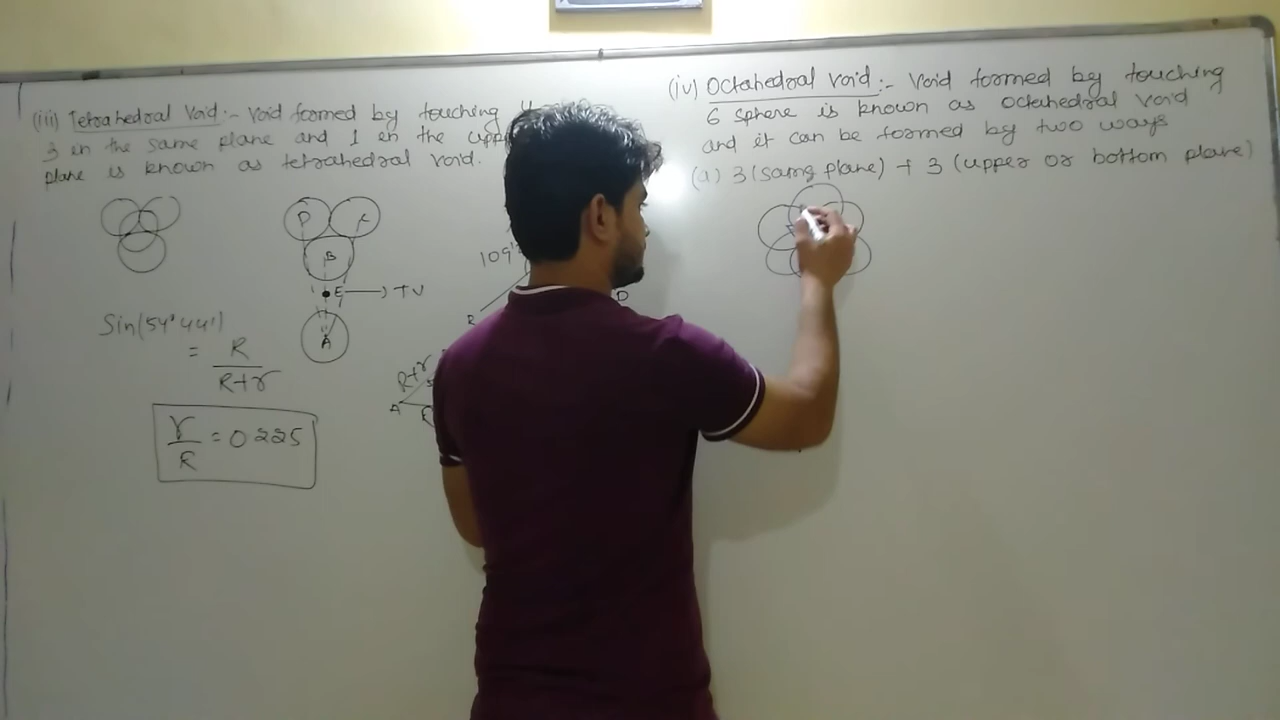 (iii) Tetrahedral Void :- Void formed by touching
3 in the same plane and 1 in the upp
plane is known as tetrahedral void.
D
C
B
E → TV
A
Sin(54°44')
= R
R+r
r
R
= 0.225
109°
B
D
R+r
A
R
(iv) Octahedral void :- Void formed by touching
6 sphere is known as octahedral void
and it can be formed by two ways
(a) 3 (same plane) + 3 (upper or bottom plane)